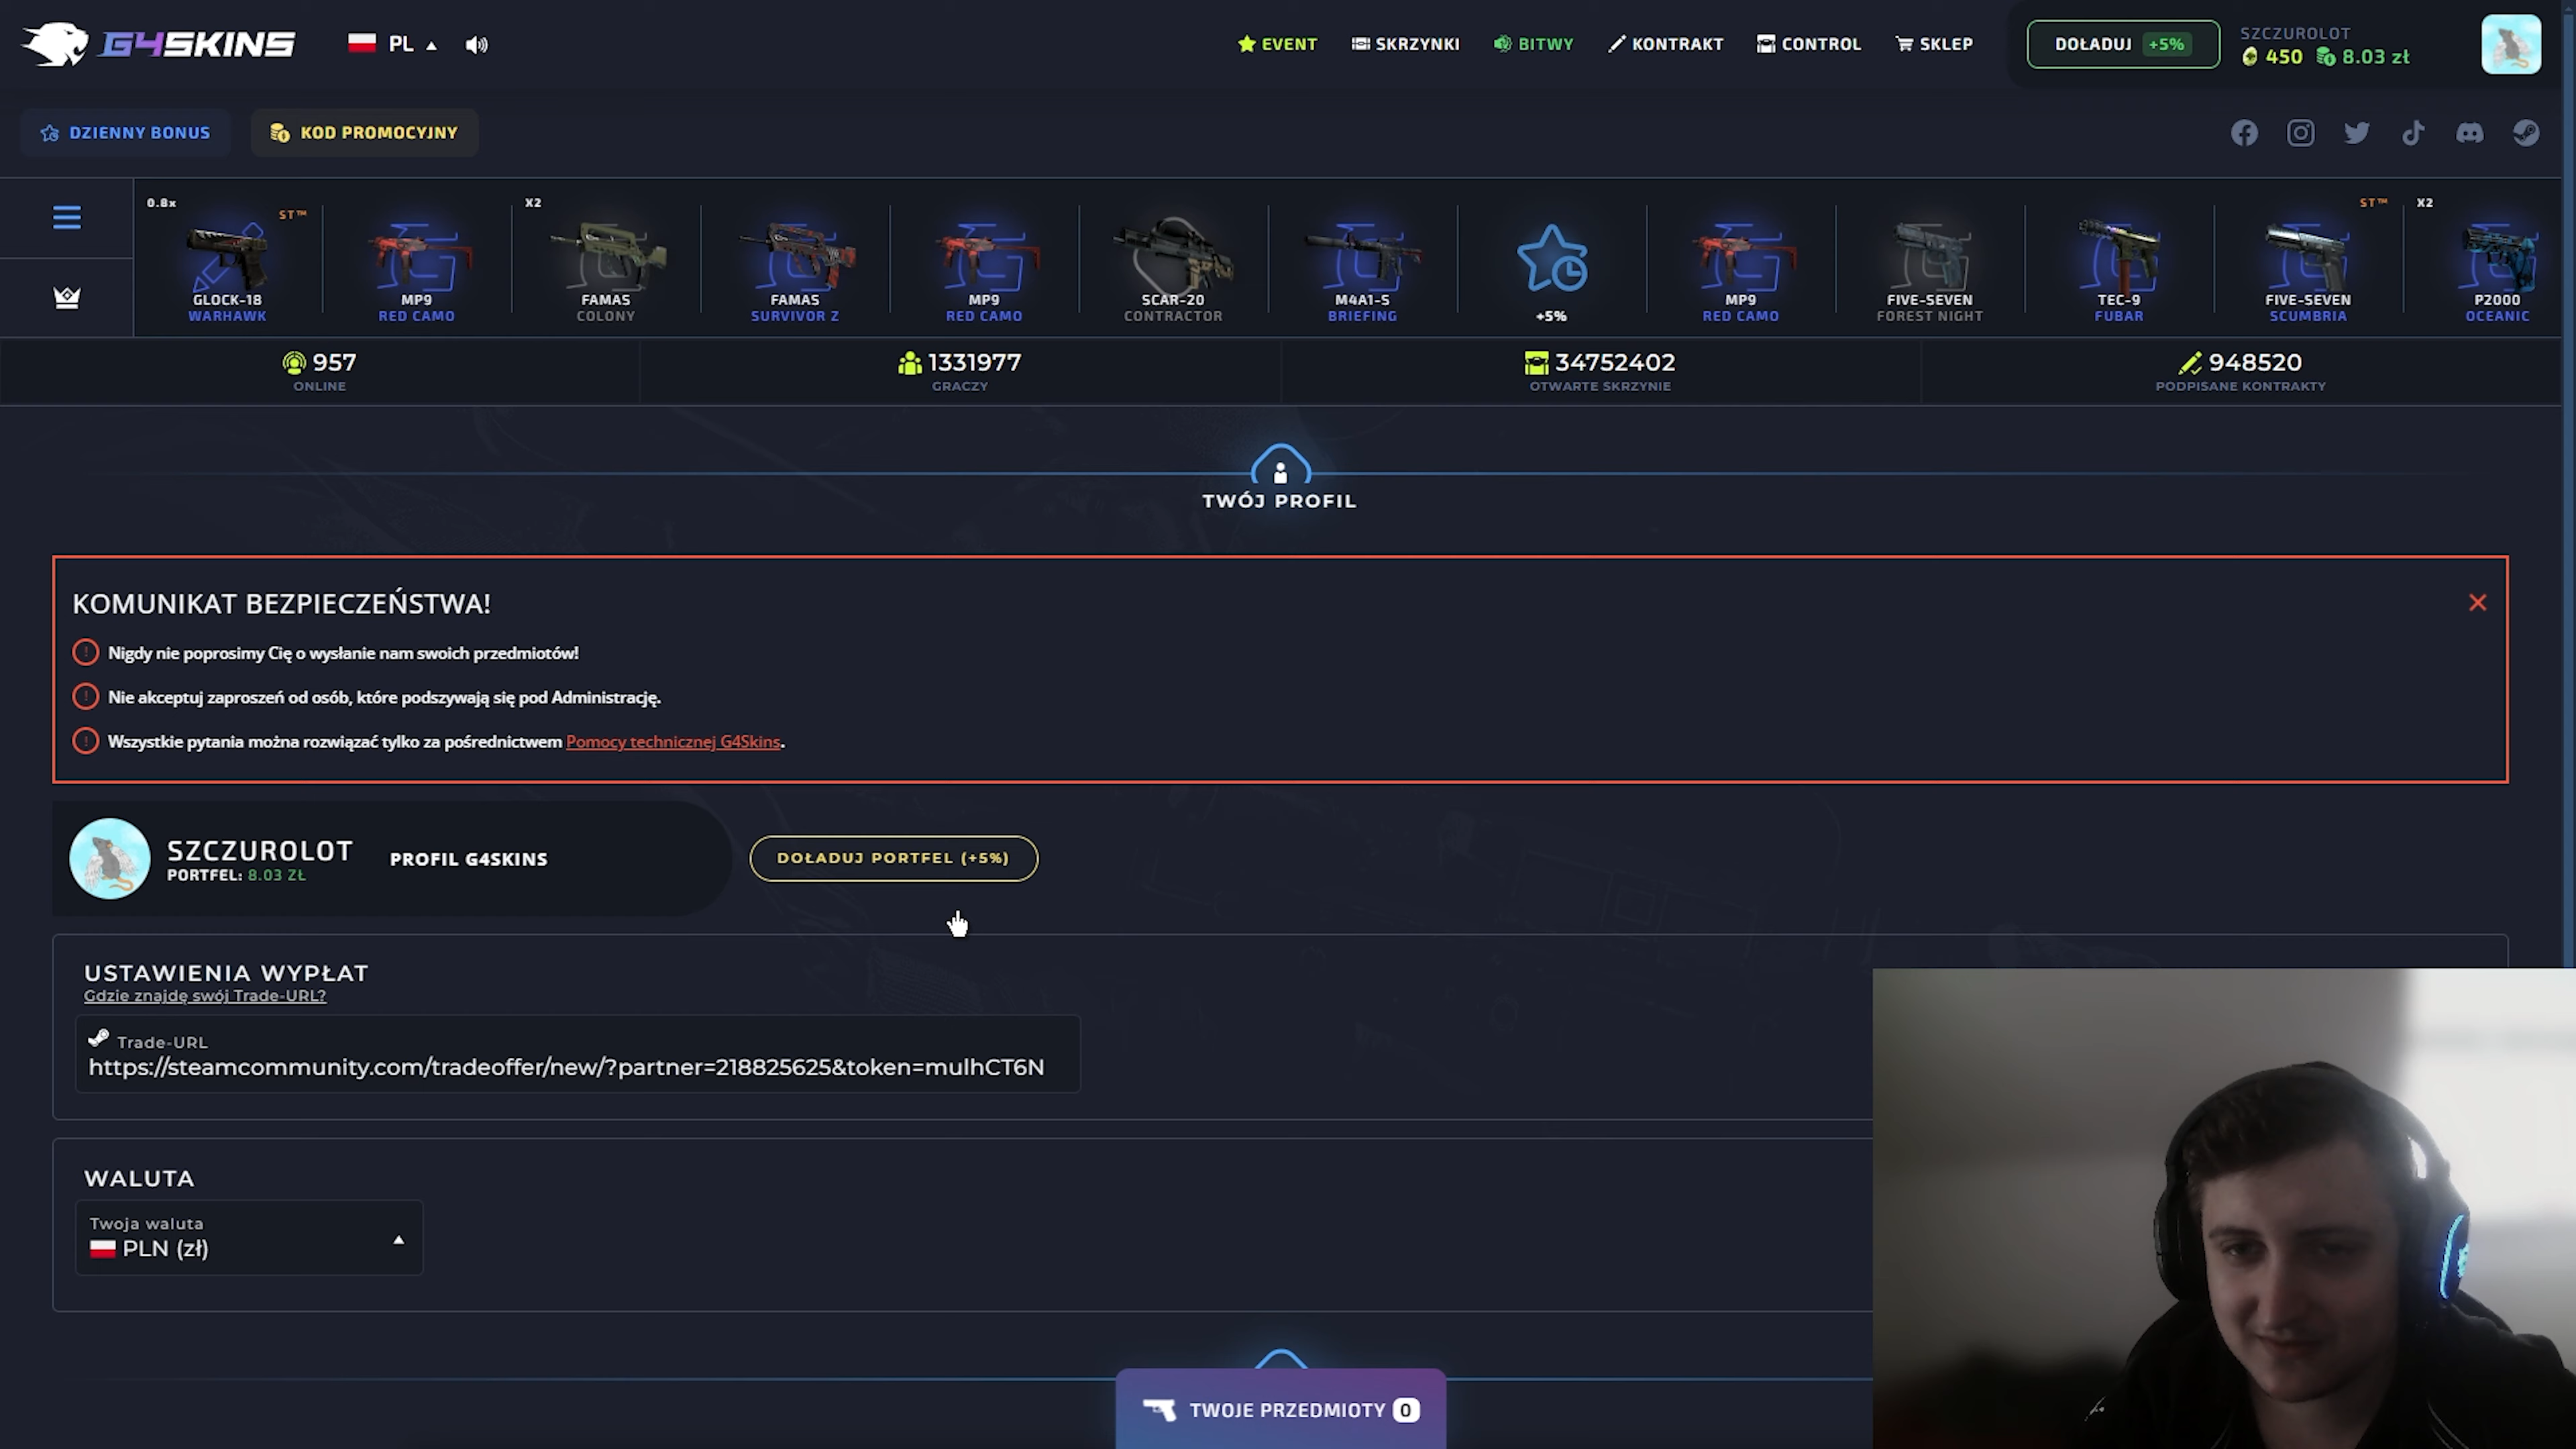 G4SKINS
PL
EVENT
SKRZYNKI
BITWY
KONTRAKT
CONTROL
SKLEP
DOŁADUJ +5%
SZCZUROLOT
450 8.03 zł
DZIENNY BONUS
KOD PROMOCYJNY
0.8x
ST™
GLOCK-18
WARHAWK
MP9
RED CAMO
X2
FAMAS
COLONY
FAMAS
SURVIVOR Z
MP9
RED CAMO
SCAR-20
CONTRACTOR
M4A1-S
BRIEFING
+5%
MP9
RED CAMO
FIVE-SEVEN
FOREST NIGHT
TEC-9
FUBAR
ST™
FIVE-SEVEN
SCUMBRIA
X2
P2000
OCEANIC
957
ONLINE
1331977
GRACZY
34752402
OTWARTE SKRZYNIE
948520
PODPISANE KONTRAKTY
TWÓJ PROFIL
KOMUNIKAT BEZPIECZEŃSTWA!
Nigdy nie poprosimy Cię o wysłanie nam swoich przedmiotów!
Nie akceptuj zaproszeń od osób, które podszywają się pod Administrację.
Wszystkie pytania można rozwiązać tylko za pośrednictwem Pomocy technicznej G4Skins.
SZCZUROLOT
PORTFEL: 8.03 ZŁ
PROFIL G4SKINS
DOŁADUJ PORTFEL (+5%)
USTAWIENIA WYPŁAT
Gdzie znajdę swój Trade-URL?
Trade-URL
https://steamcommunity.com/tradeoffer/new/?partner=218825625&token=mulhCT6N
WALUTA
Twoja waluta
PLN (zł)
TWOJE PRZEDMIOTY 0